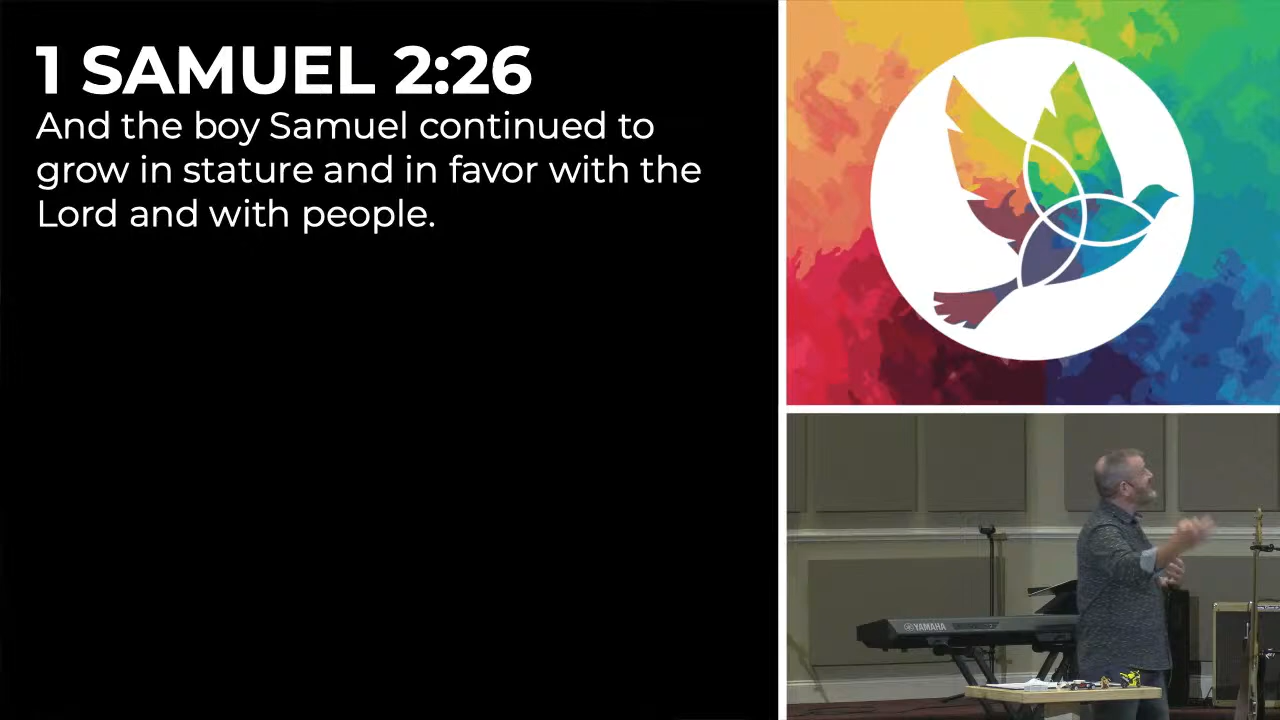 1 SAMUEL 2:26
And the boy Samuel continued to
grow in stature and in favor with the
Lord and with people.
YAMAHA